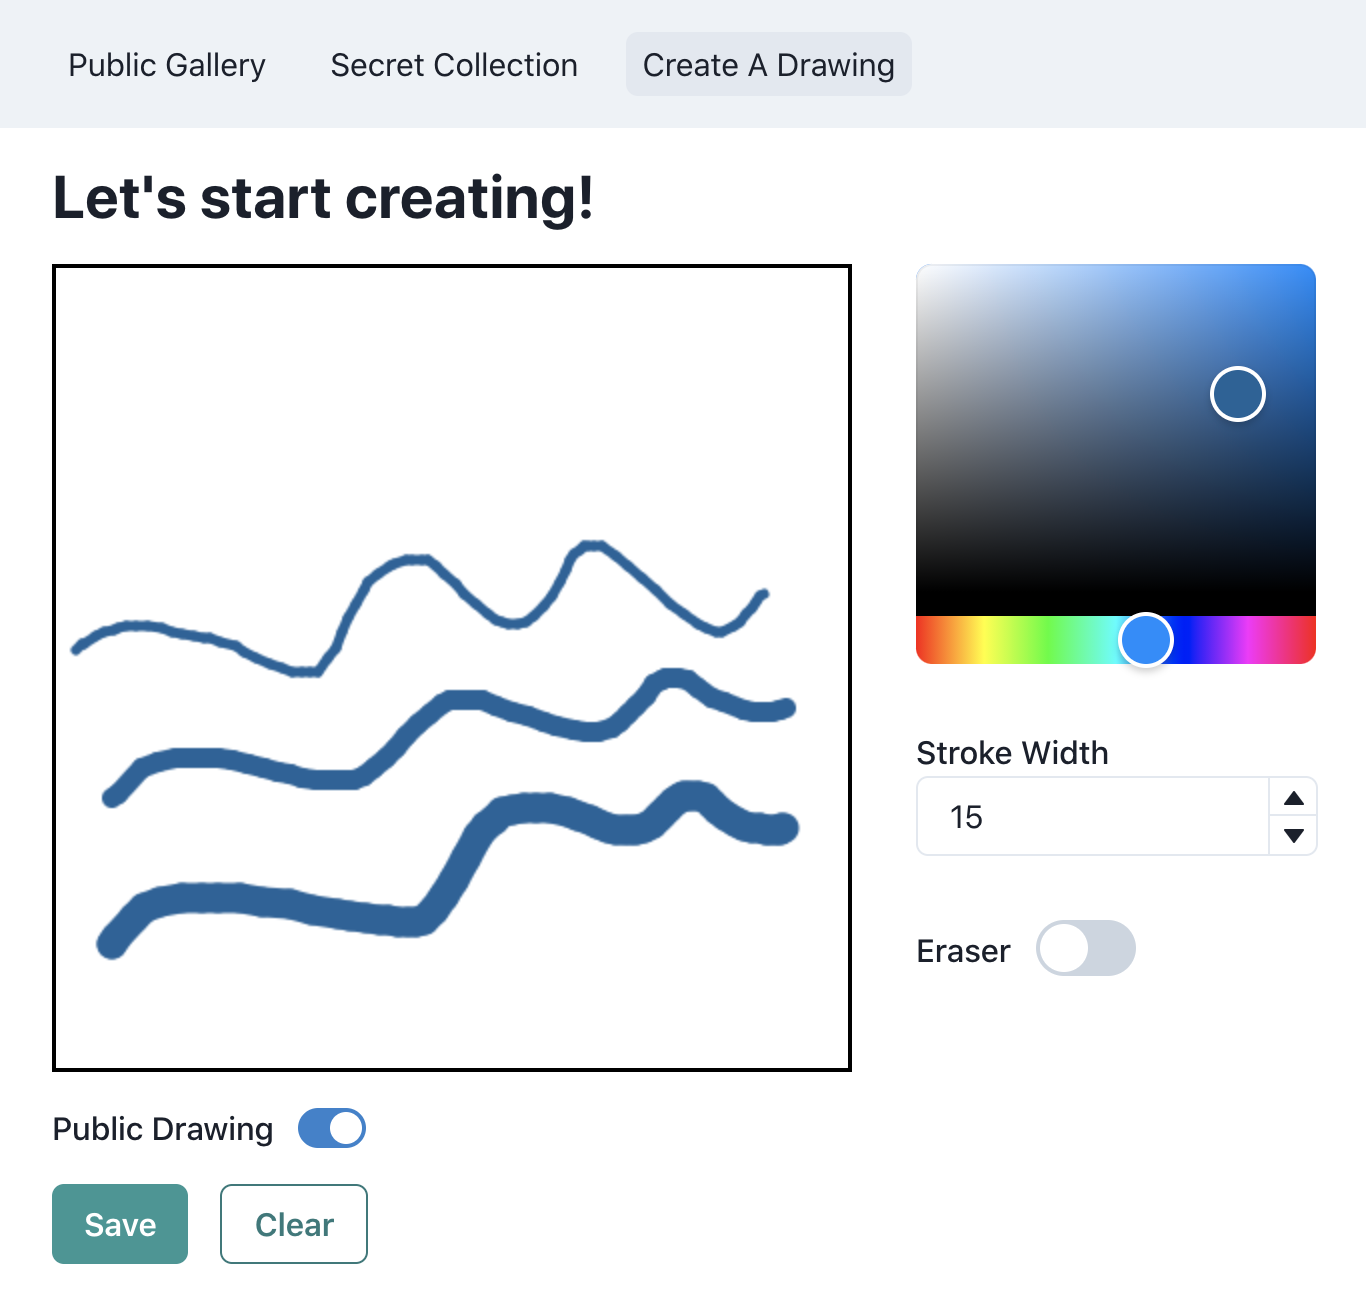 Public Gallery Secret Collection Create A Drawing
Let's start creating!
Stroke Width
15
Eraser
Public Drawing
Save Clear